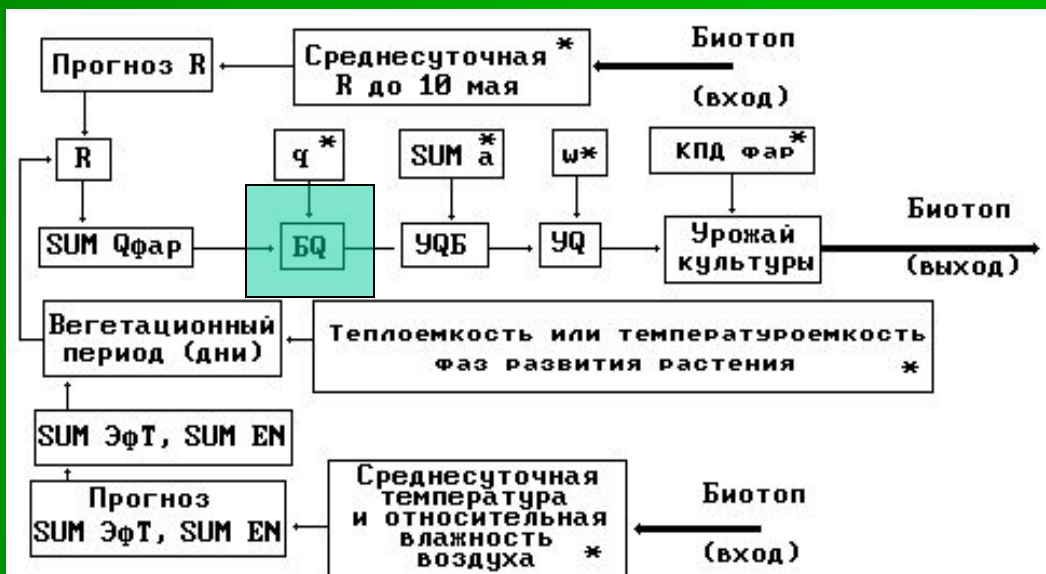 Прогноз R
Среднесуточная *
R до 10 мая
Биотоп
(вход)
R
q *
SUM a *
w*
КПД фар*
SUM Qфар
БQ
УQБ
УQ
Урожай
культуры
Биотоп
(выход)
Вегетационный
период (дни)
Теплоемкость или температуроемкость
фаз развития растения *
SUM ЭфТ, SUM EN
Прогноз
SUM ЭфТ, SUM EN
Среднесуточная
температура
и относительная
влажность
воздуха *
Биотоп
(вход)